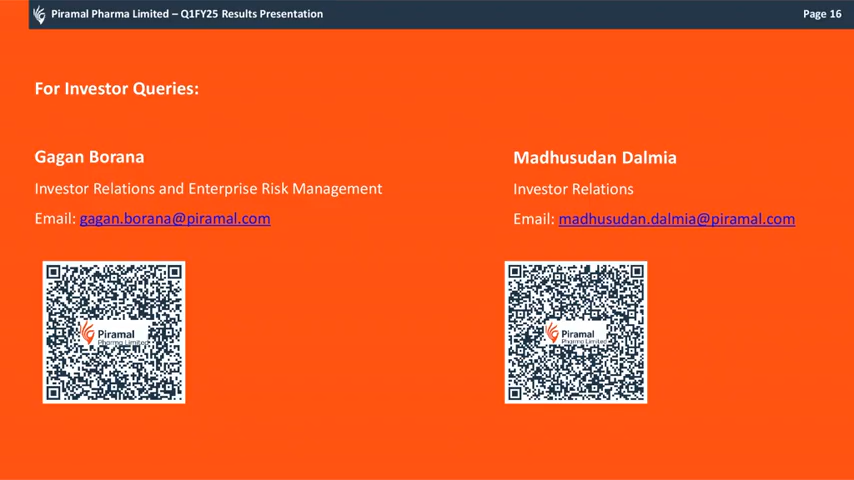 Piramal Pharma Limited – Q1FY25 Results Presentation
Page 16
For Investor Queries:
Gagan Borana
Investor Relations and Enterprise Risk Management
Email: gagan.borana@piramal.com
Madhusudan Dalmia
Investor Relations
Email: madhusudan.dalmia@piramal.com
Piramal
Pharma Limited
Piramal
Pharma Limited